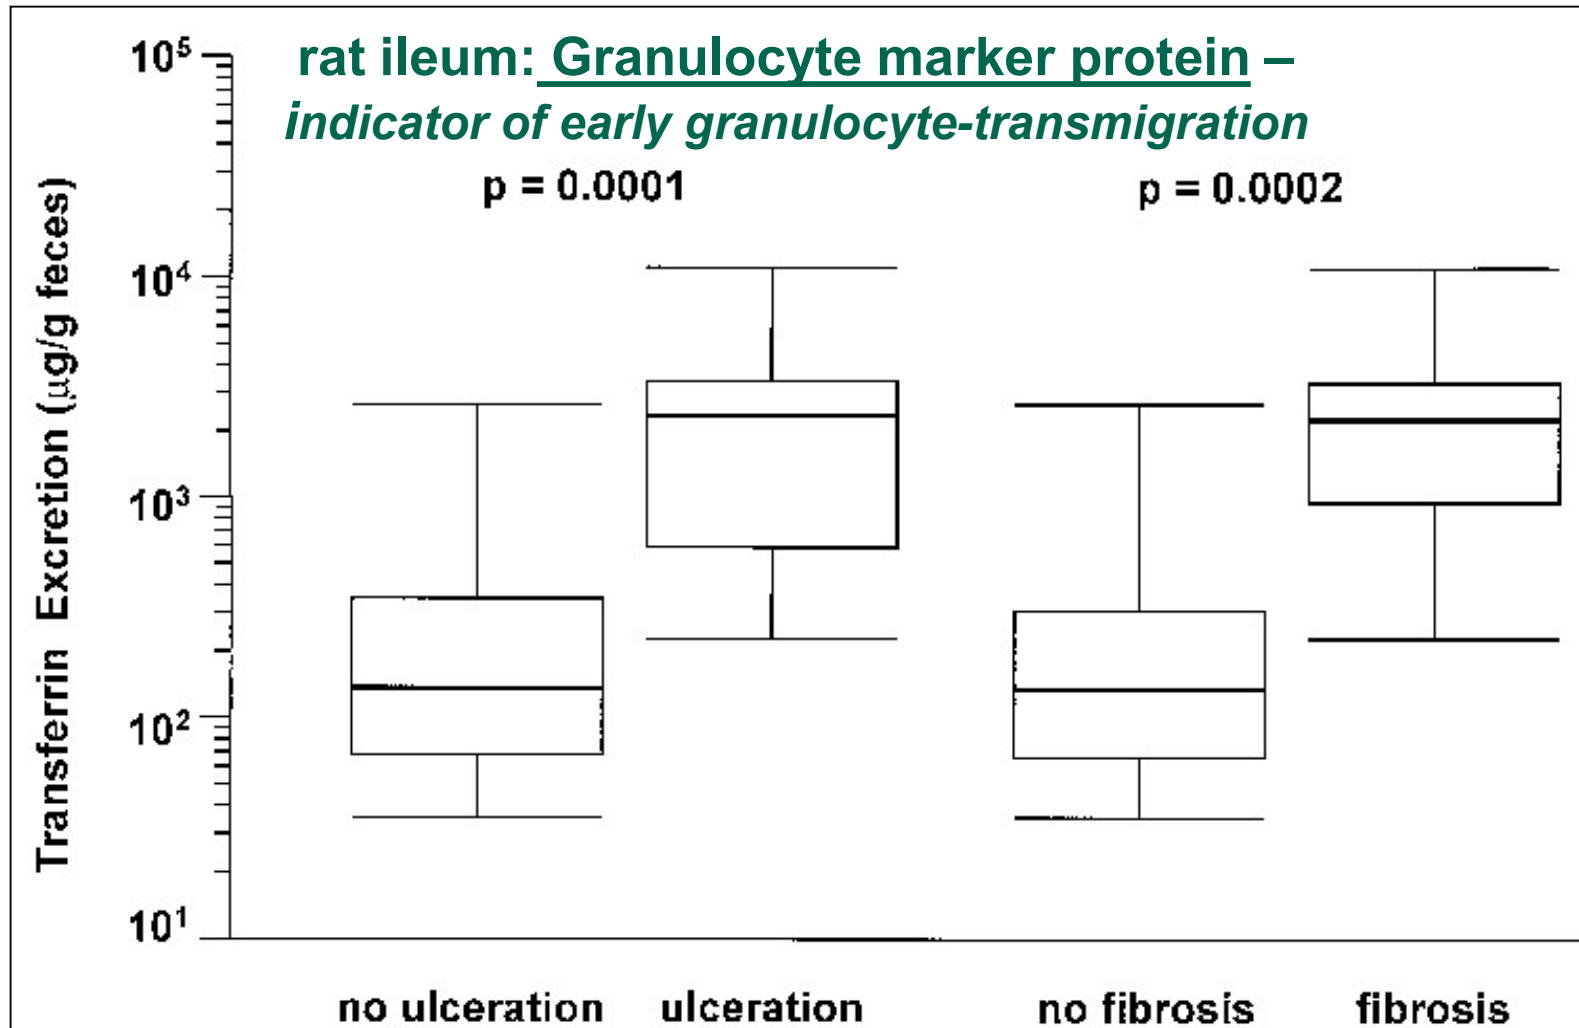 rat ileum: Granulocyte marker protein –
indicator of early granulocyte-transmigration
p = 0.0001
p = 0.0002
Transferrin Excretion (µg/g feces)
10⁵
10⁴
10³
10²
10¹
no ulceration
ulceration
no fibrosis
fibrosis